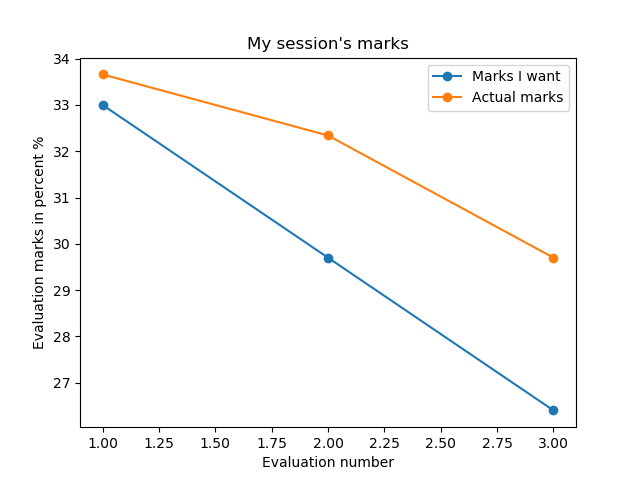 My session's marks
Marks I want
Actual marks
Evaluation marks in percent %
34
33
32
31
30
29
28
27
1.00 1.25 1.50 1.75 2.00 2.25 2.50 2.75 3.00
Evaluation number